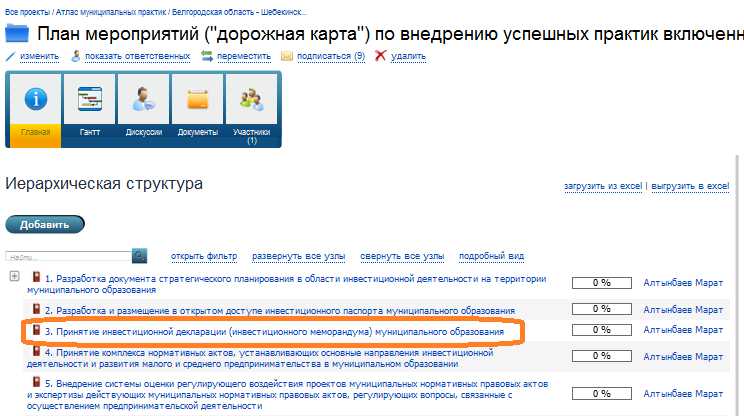 Все проекты / Атлас муниципальных практик / Белгородская область - Шебекинск...
План мероприятий ("дорожная карта") по внедрению успешных практик включенн
изменить показать ответственных переместить подписаться (9) удалить
Главная Гантт Дискуссии Документы Участники
(1)
Иерархическая структура
загрузить из excel | выгрузить в excel
Добавить
Найти... открыть фильтр развернуть все узлы свернуть все узлы подробный вид
1. Разработка документа стратегического планирования в области инвестиционной деятельности на территории
муниципального образования
0 % Алтынбаев Марат
2. Разработка и размещение в открытом доступе инвестиционного паспорта муниципального образования 0 % Алтынбаев Марат
3. Принятие инвестиционной декларации (инвестиционного меморандума) муниципального образования 0 % Алтынбаев Марат
4. Принятие комплекса нормативных актов, устанавливающих основные направления инвестиционной
деятельности и развития малого и среднего предпринимательства в муниципальном образовании
0 % Алтынбаев Марат
5. Внедрение системы оценки регулирующего воздействия проектов муниципальных нормативных правовых актов
и экспертизы действующих муниципальных нормативных правовых актов, регулирующих вопросы, связанные с
осуществлением предпринимательской деятельности
0 % Алтынбаев Марат